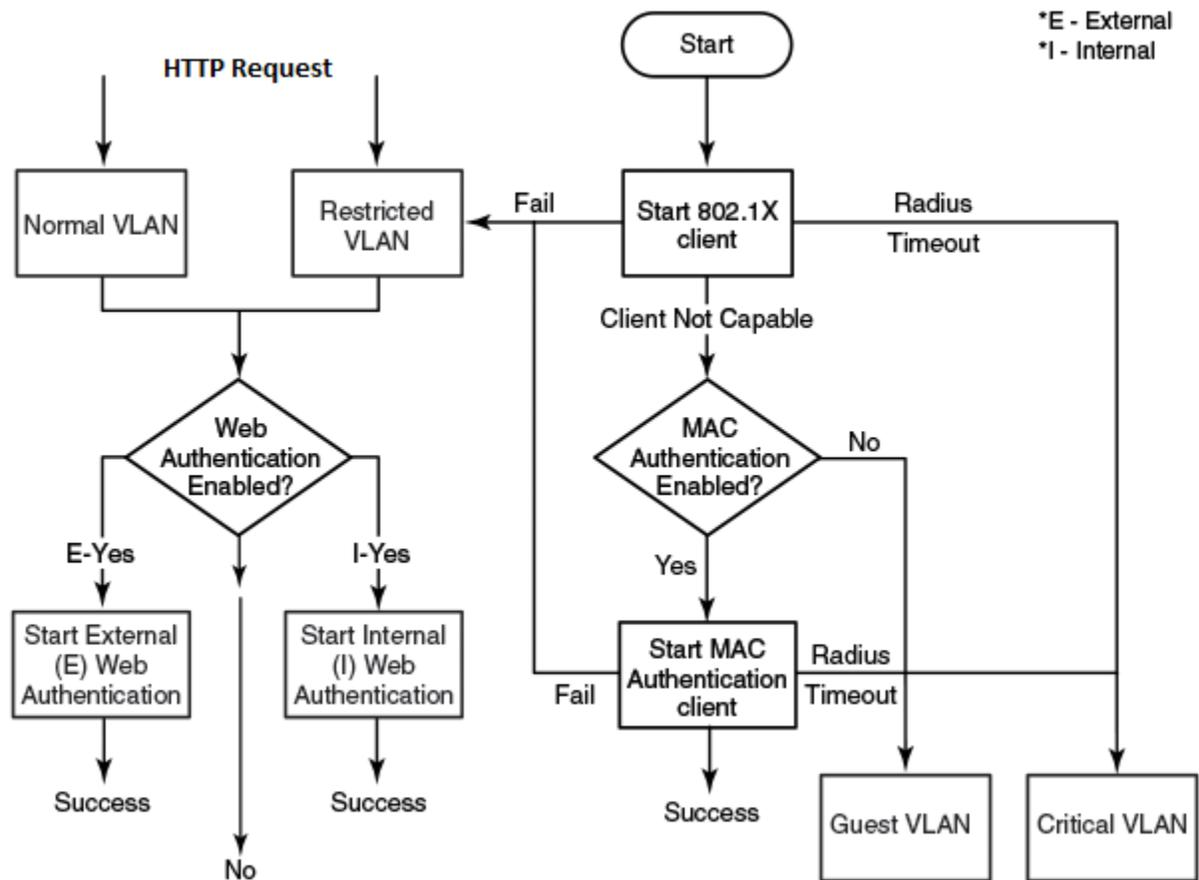 *E - External
*I - Internal
Start
HTTP Request
Normal VLAN
Restricted
VLAN
Fail
Start 802.1X
client
Radius
Timeout
Client Not Capable
Web
Authentication
Enabled?
MAC
Authentication
Enabled?
No
E-Yes
I-Yes
Yes
Start External
(E) Web
Authentication
Start Internal
(I) Web
Authentication
Fail
Start MAC
Authentication
client
Radius
Timeout
Success
Success
Success
Guest VLAN
Critical VLAN
No